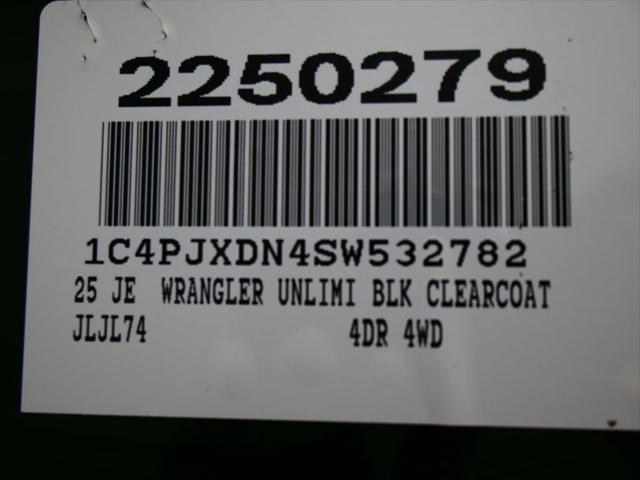 2250279
1C4PJXDN4SW532782
25 JE WRANGLER UNLIMI BLK CLEARCOAT
JLJL74 4DR 4WD